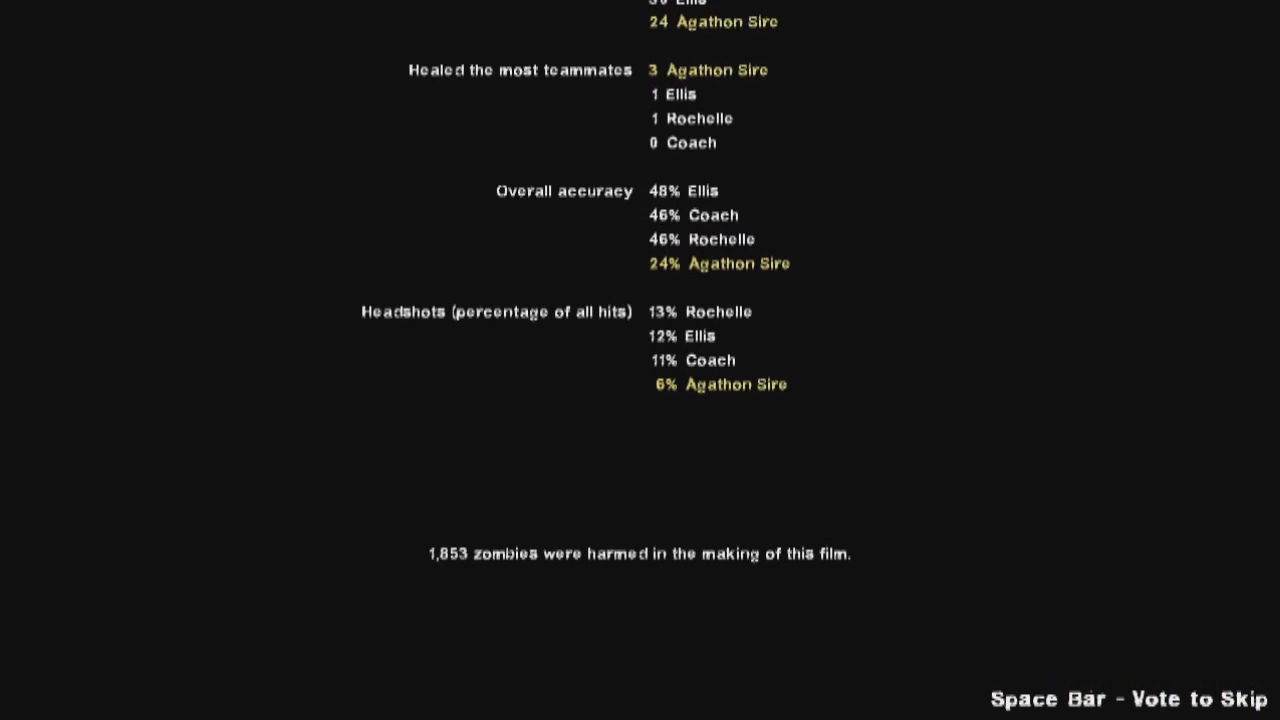 30 Ellis
24 Agathon Sire
Healed the most teammates 3 Agathon Sire
1 Ellis
1 Rochelle
0 Coach
Overall accuracy 48% Ellis
46% Coach
46% Rochelle
24% Agathon Sire
Headshots (percentage of all hits) 13% Rochelle
12% Ellis
11% Coach
6% Agathon Sire
1,853 zombies were harmed in the making of this film.
Space Bar - Vote to Skip